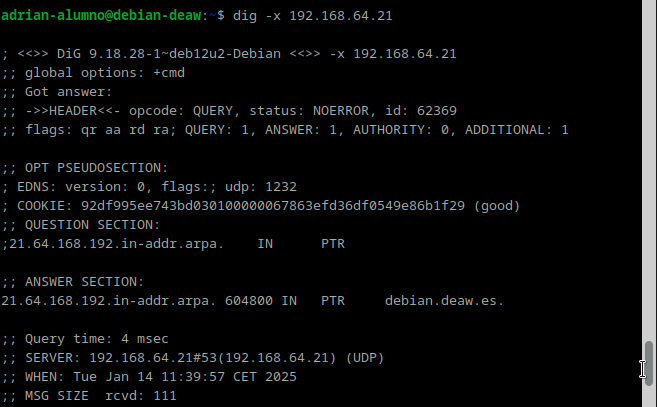 adrian-alumno@debian-deaw:~$ dig -x 192.168.64.21
; <<>> DiG 9.18.28-1~deb12u2-Debian <<>> -x 192.168.64.21
;; global options: +cmd
;; Got answer:
;; ->>HEADER<<- opcode: QUERY, status: NOERROR, id: 62369
;; flags: qr aa rd ra; QUERY: 1, ANSWER: 1, AUTHORITY: 0, ADDITIONAL: 1
;; OPT PSEUDOSECTION:
; EDNS: version: 0, flags:; udp: 1232
; COOKIE: 92df995ee743bd030100000067863efd36df0549e86b1f29 (good)
;; QUESTION SECTION:
;21.64.168.192.in-addr.arpa.    IN      PTR
;; ANSWER SECTION:
21.64.168.192.in-addr.arpa. 604800 IN   PTR     debian.deaw.es.
;; Query time: 4 msec
;; SERVER: 192.168.64.21#53(192.168.64.21) (UDP)
;; WHEN: Tue Jan 14 11:39:57 CET 2025
;; MSG SIZE  rcvd: 111